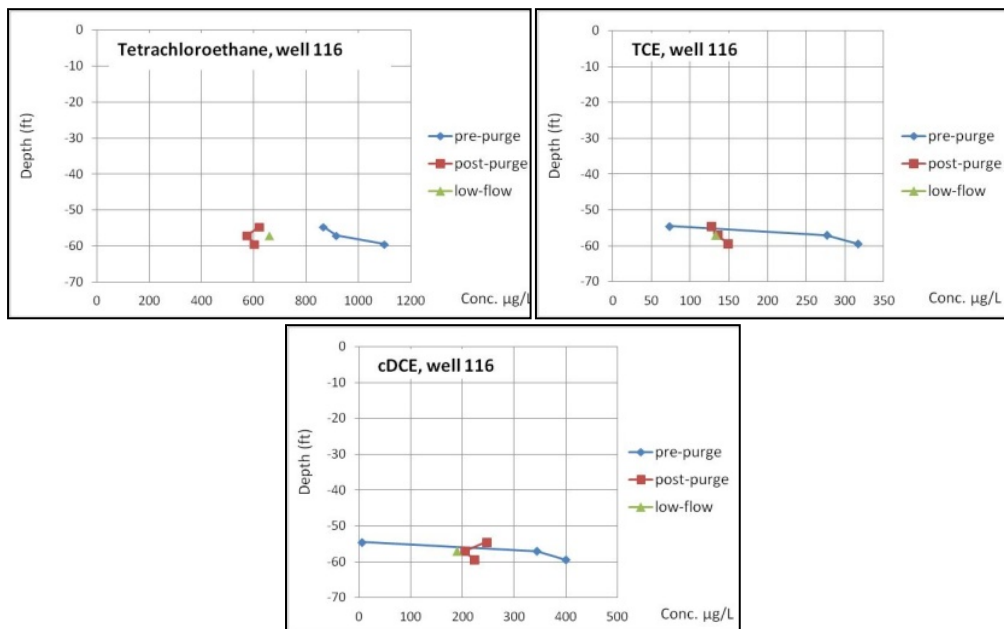 Tetrachloroethane, well 116
0
-10
-20
-30
-40
-50
-60
-70
Depth (ft)
0 200 400 600 800 1000 1200
Conc. µg/L
pre-purge
post-purge
low-flow
TCE, well 116
0
-10
-20
-30
-40
-50
-60
-70
Depth (ft)
0 50 100 150 200 250 300 350
Conc. µg/L
pre-purge
post-purge
low-flow
cDCE, well 116
0
-10
-20
-30
-40
-50
-60
-70
Depth (ft)
0 100 200 300 400 500
Conc. µg/L
pre-purge
post-purge
low-flow